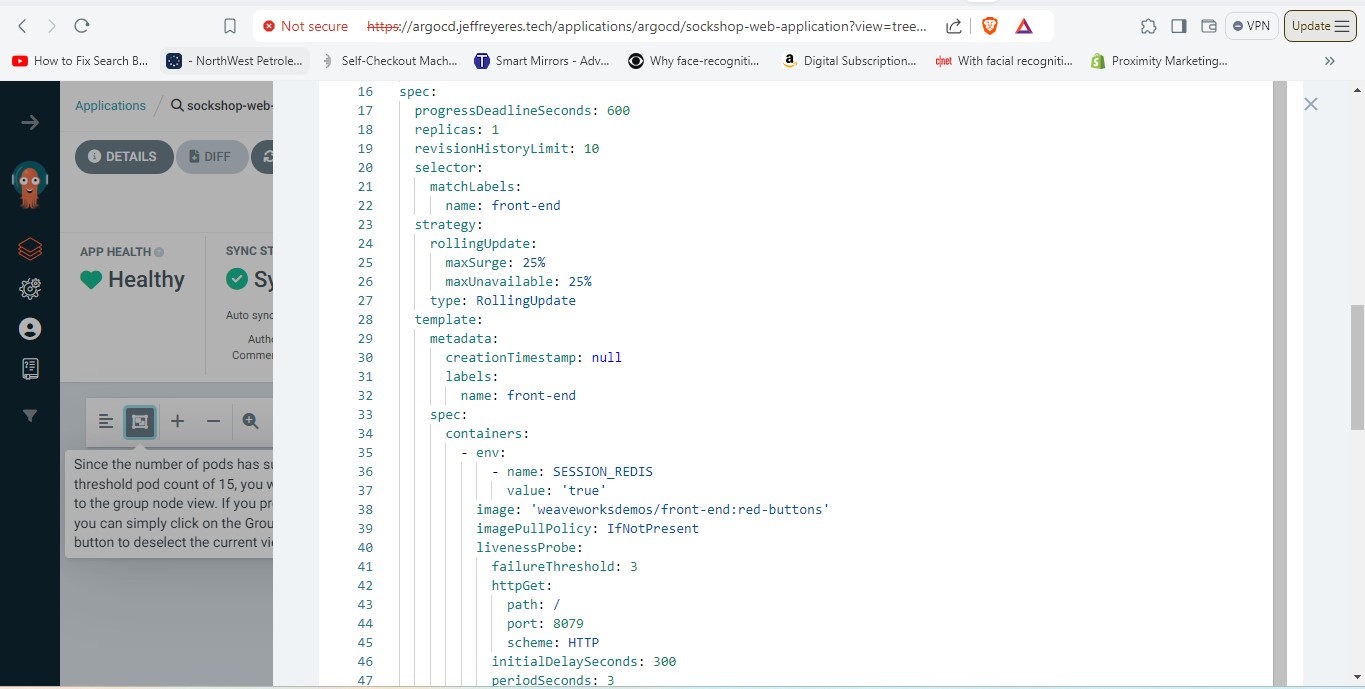 Not secure https://argocd.jeffreyeres.tech/applications/argocd/sockshop-web-application?view=tree... VPN Update
How to Fix Search B... - NorthWest Petrole... Self-Checkout Mach... Smart Mirrors - Adv... Why face-recogniti... Digital Subscription... cnet With facial recogniti... Proximity Marketing...
Applications / sockshop-web-
DETAILS DIFF
APP HEALTH
Healthy
SYNC ST
Sy
Auto sync
Auth
Commen
Since the number of pods has su
threshold pod count of 15, you w
to the group node view. If you pr
you can simply click on the Grou
button to deselect the current vi
16 spec:
17 progressDeadlineSeconds: 600
18 replicas: 1
19 revisionHistoryLimit: 10
20 selector:
21 matchLabels:
22 name: front-end
23 strategy:
24 rollingUpdate:
25 maxSurge: 25%
26 maxUnavailable: 25%
27 type: RollingUpdate
28 template:
29 metadata:
30 creationTimestamp: null
31 labels:
32 name: front-end
33 spec:
34 containers:
35 - env:
36 - name: SESSION_REDIS
37 value: 'true'
38 image: 'weaveworksdemos/front-end:red-buttons'
39 imagePullPolicy: IfNotPresent
40 livenessProbe:
41 failureThreshold: 3
42 httpGet:
43 path: /
44 port: 8079
45 scheme: HTTP
46 initialDelaySeconds: 300
47 periodSeconds: 3